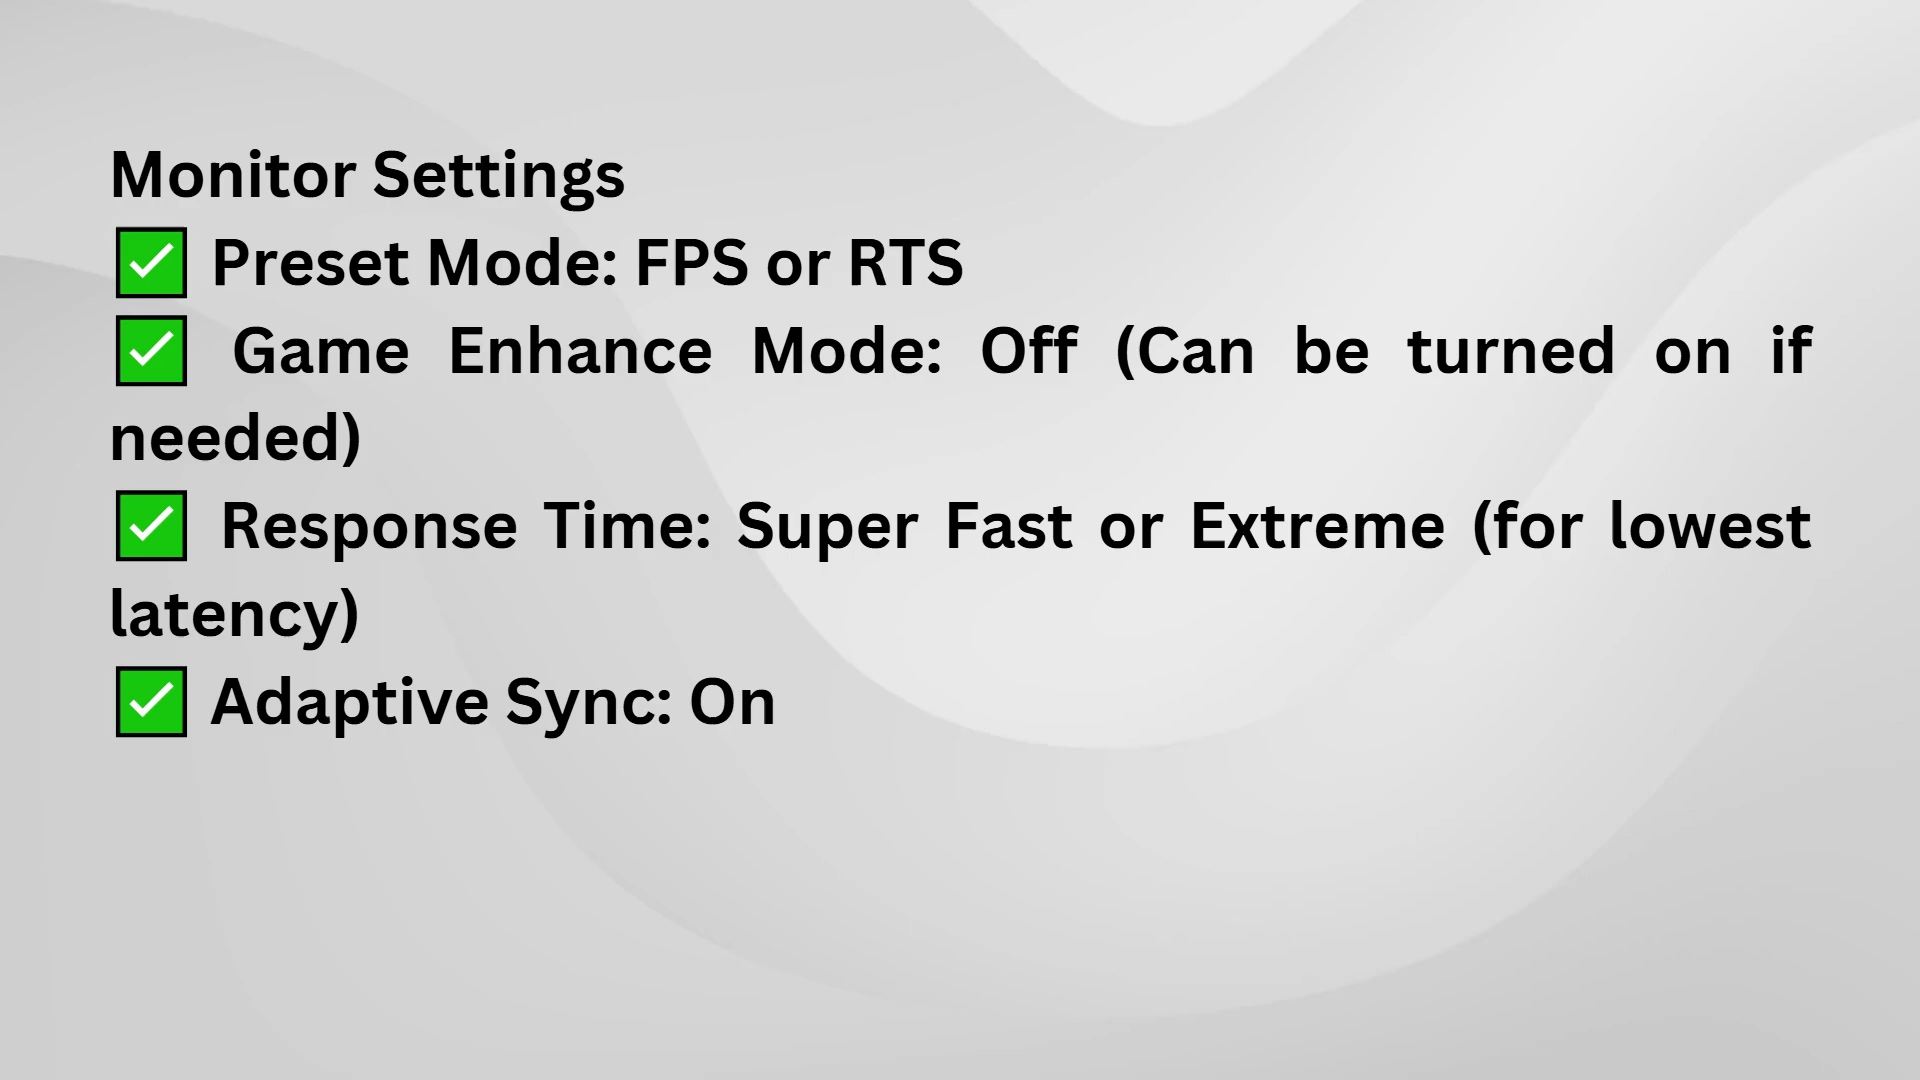 Monitor Settings
✅ Preset Mode: FPS or RTS
✅ Game Enhance Mode: Off (Can be turned on if
needed)
✅ Response Time: Super Fast or Extreme (for lowest
latency)
✅ Adaptive Sync: On